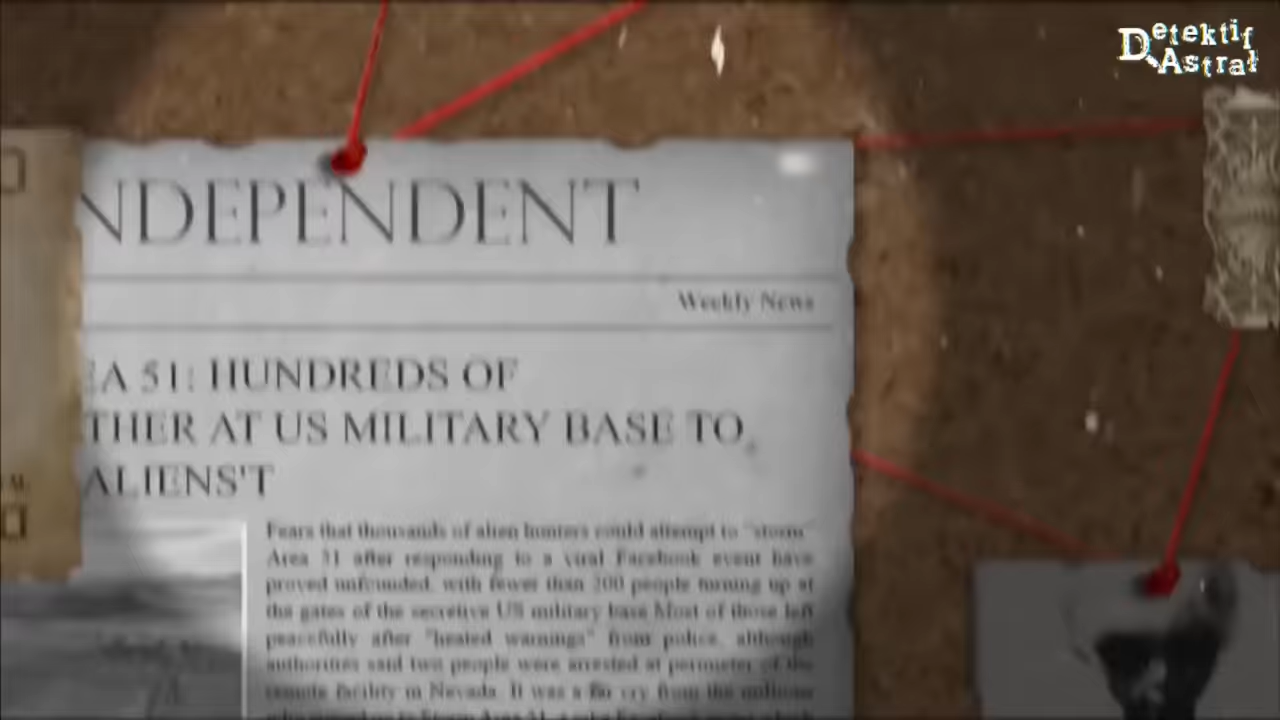 Detektif
Astral
NDEPENDENT
Weekly News
EA 51: HUNDREDS OF
THER AT US MILITARY BASE TO
ALIENS'T
Fears that thousands of alien hunters could attempt to "storm"
Area 51 after responding to a viral Facebook event have
proved unfounded, with fewer than 200 people turning up at
the gates of the secretive US military base Most of those left
peacefully after "heated warnings" from police, although
authorities said two people were arrested at perimeter of the
remote facility in Nevada. It was a far cry from the millions